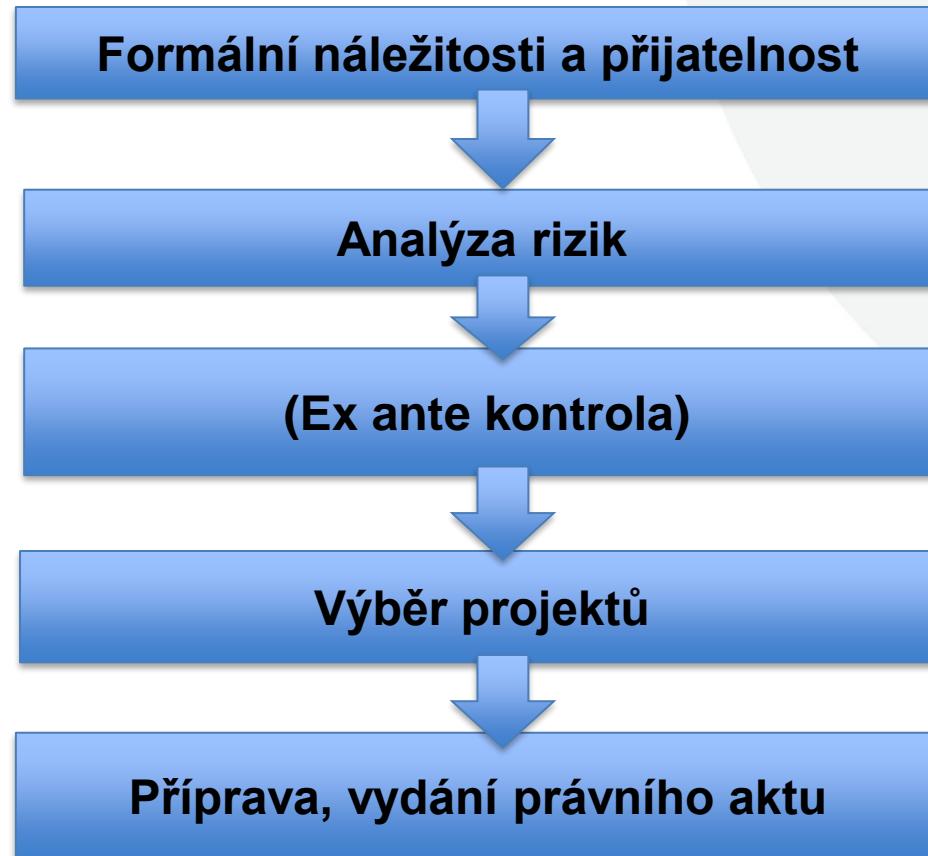 Formální náležitosti a přijatelnost
Analýza rizik
(Ex ante kontrola)
Výběr projektů
Příprava, vydání právního aktu